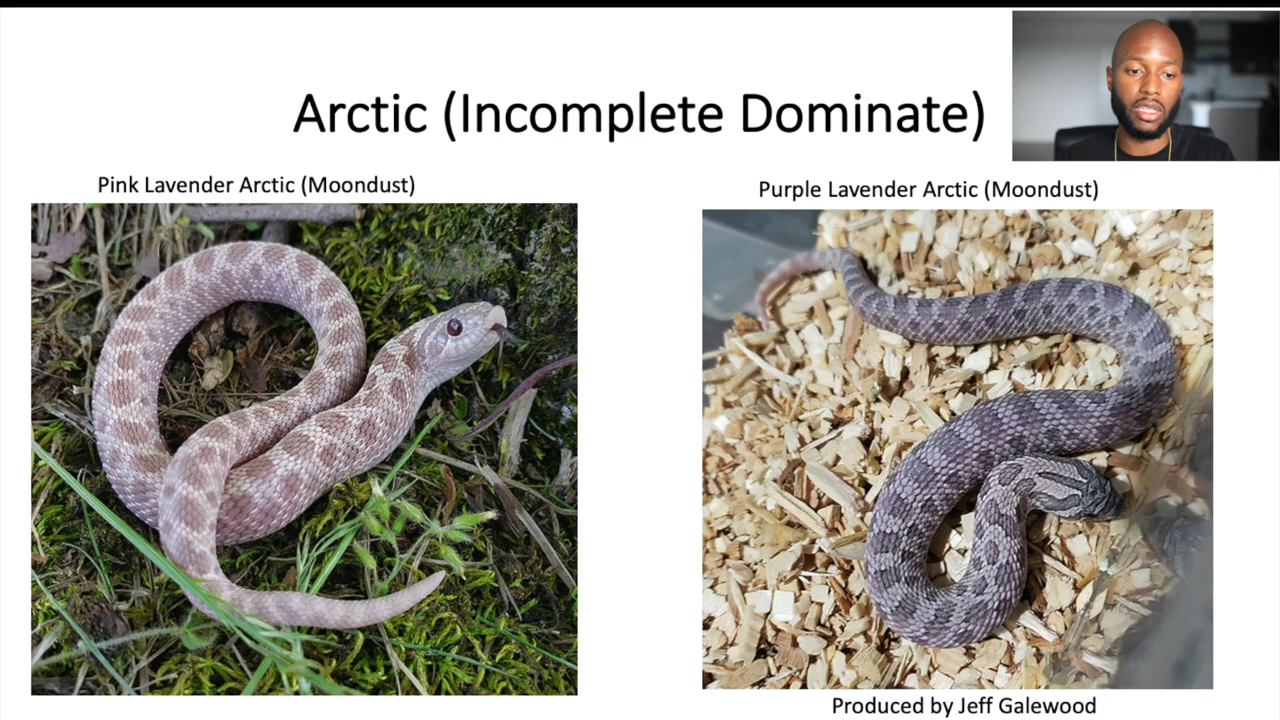 Arctic (Incomplete Dominate)
Pink Lavender Arctic (Moondust)
Purple Lavender Arctic (Moondust)
Produced by Jeff Galewood